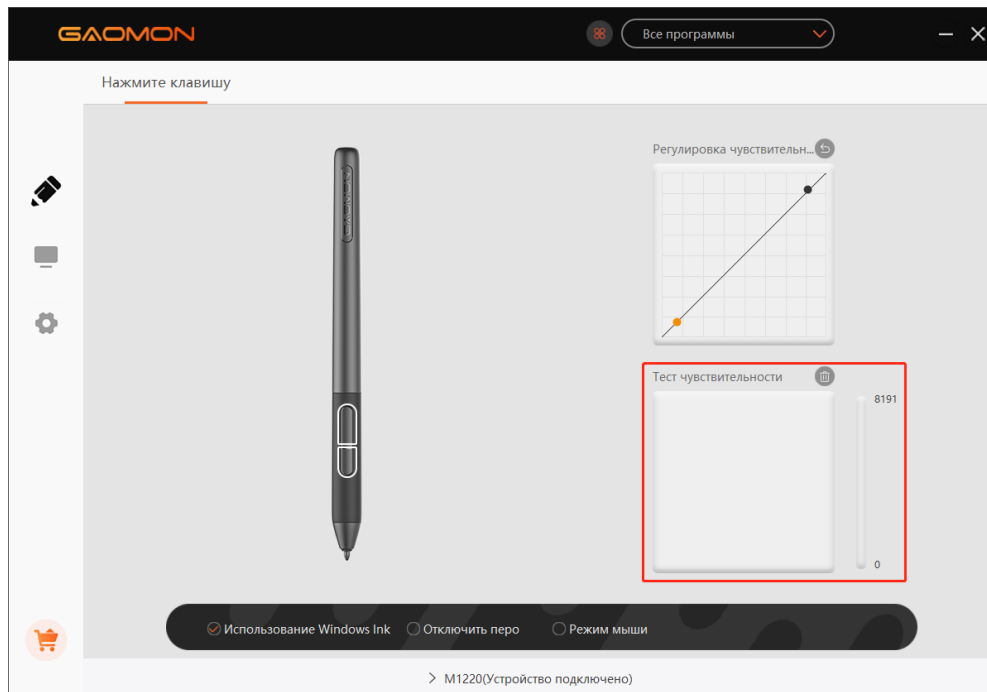 GAOMON
Все программы
Нажмите клавишу
Регулировка чувствительн...
GAOMON
Тест чувствительности
8191
0
Использование Windows Ink
Отключить перо
Режим мыши
M1220(Устройство подключено)